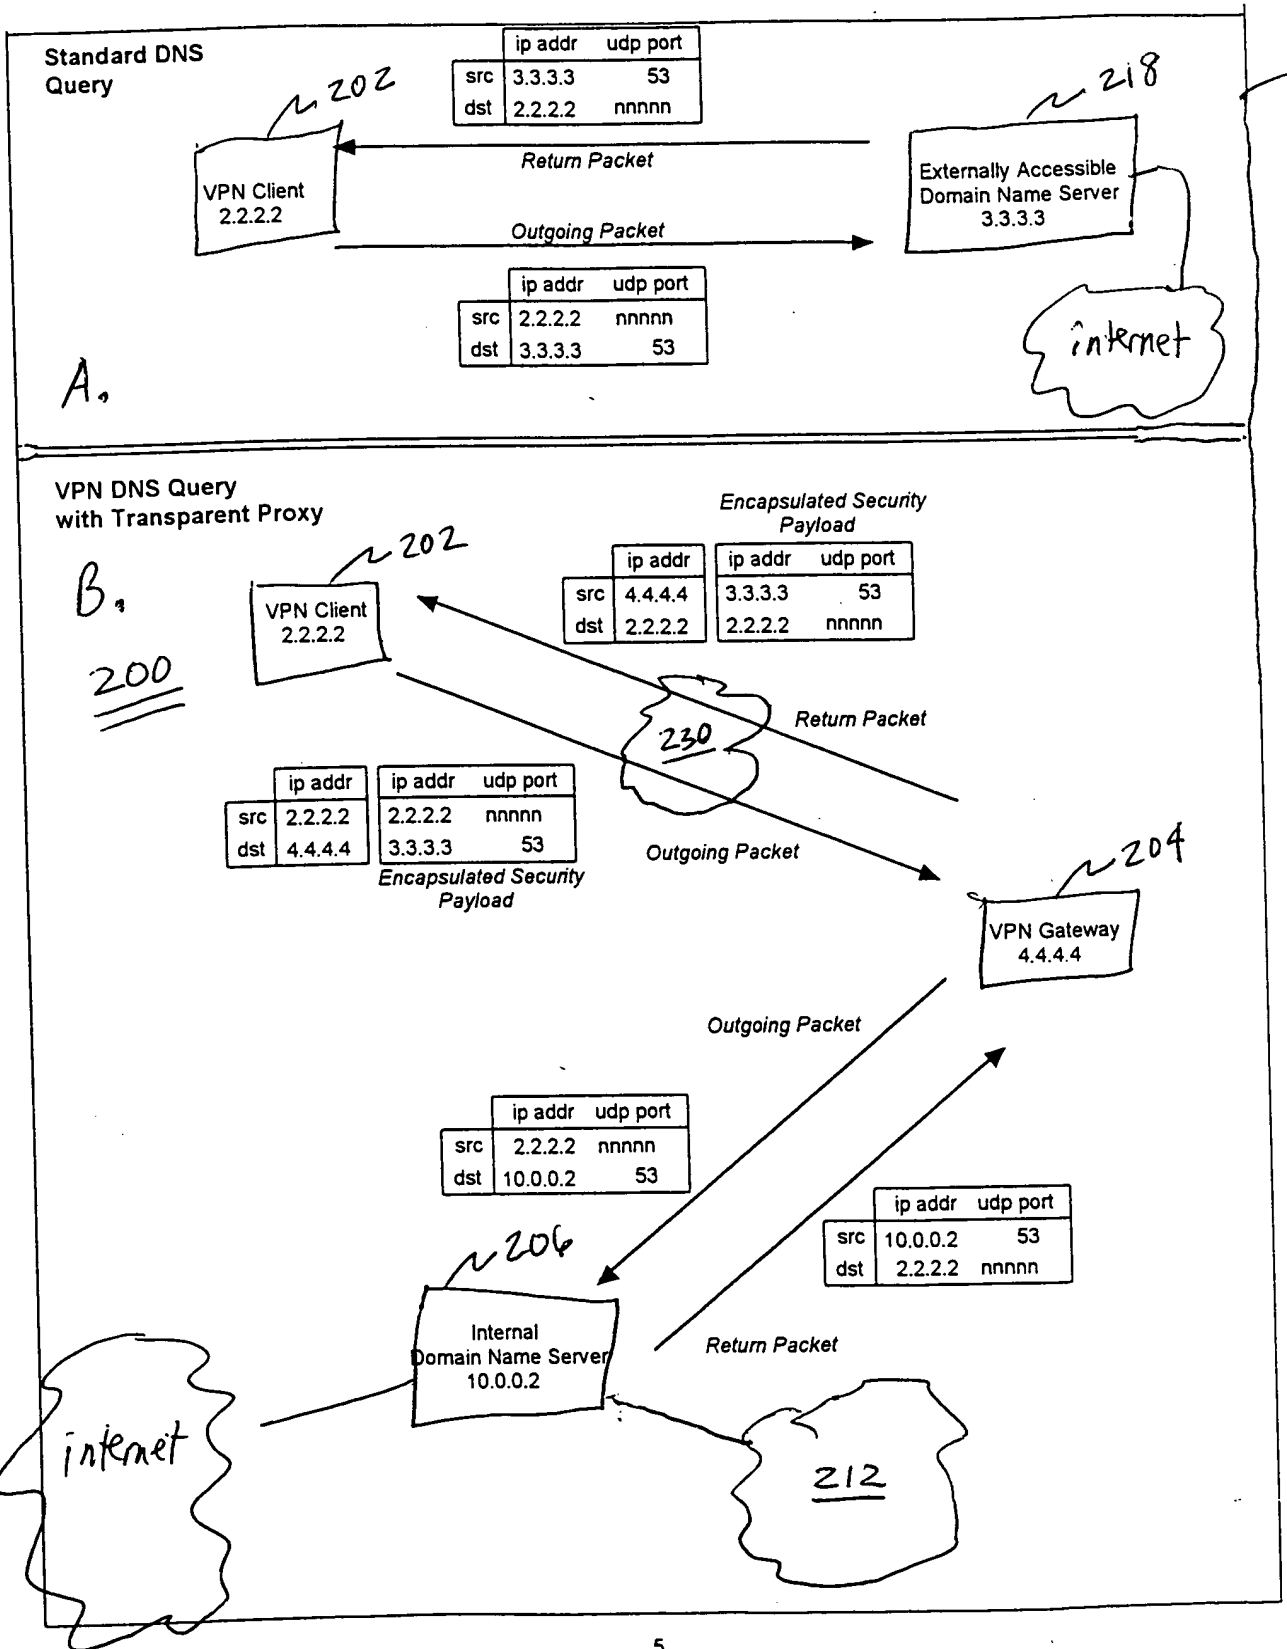 Standard DNS
Query
202
ip addr udp port
src 3.3.3.3 53
dst 2.2.2.2 nnnnn
218
Return Packet
VPN Client
2.2.2.2
Externally Accessible
Domain Name Server
3.3.3.3
Outgoing Packet
ip addr udp port
src 2.2.2.2 nnnnn
dst 3.3.3.3 53
internet
A.
VPN DNS Query
with Transparent Proxy
B.
200
202
VPN Client
2.2.2.2
Encapsulated Security
Payload
ip addr ip addr udp port
src 4.4.4.4 3.3.3.3 53
dst 2.2.2.2 2.2.2.2 nnnnn
230
Return Packet
ip addr ip addr udp port
src 2.2.2.2 2.2.2.2 nnnnn
dst 4.4.4.4 3.3.3.3 53
Encapsulated Security
Payload
Outgoing Packet
204
VPN Gateway
4.4.4.4
Outgoing Packet
ip addr udp port
src 2.2.2.2 nnnnn
dst 10.0.0.2 53
ip addr udp port
src 10.0.0.2 53
dst 2.2.2.2 nnnnn
206
Internal
Domain Name Server
10.0.0.2
Return Packet
internet
212
5